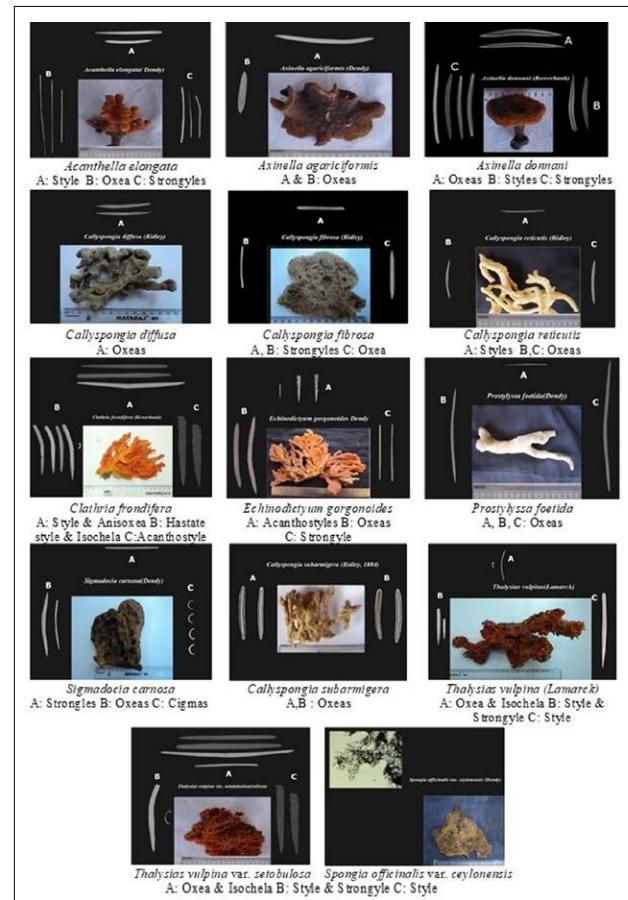 B
A
C
Acanthella elongata( Dendy)
Acanthella elongata
A: Style B: Oxea C: Strongyles
A
B
Axinella agariciformis (Dendy)
Axinella agariciformis
A & B: Oxeas
A
C
Axinella donnani (Bowerbank)
B
Axinella donnani
A: Oxeas B: Styles C: Strongyles
A
Callyspongia diffusa (Ridley)
NATARAJ
Callyspongia diffusa
A: Oxeas
A
Callyspongia fibrosa (Ridley)
B
C
Callyspongia fibrosa
A, B: Strongyles C: Oxea
A
Callyspongia reticutis (Ridley)
B
C
Callyspongia reticutis
A: Styles B,C: Oxeas
A
B
C
Clathria frondifera (Bowerbank)
Clathria frondifera
A: Style & Anisoxea B: Hastate
style & Isochela C:Acanthostyle
A
B
C
Echinodictyum gorgonoides Dendy
Echinodictyum gorgonoides
A: Acanthostyles B: Oxeas
C: Strongyle
A
B
C
Prostylyssa foetida(Dendy)
Prostylyssa foetida
A, B, C: Oxeas
A
Sigmadocia carnosa(Dendy)
B
C
Sigmadocia carnosa
A: Strongles B: Oxeas C: Cigmas
Callyspongia subarmigera (Ridley, 1884)
A
B
Callyspongia subarmigera
A,B : Oxeas
A
Thalysias vulpina(Lamarck)
B
C
Thalysias vulpina (Lamarck)
A: Oxea & Isochela B: Style &
Strongyle C: Style
A
B
C
Thalysias vulpina var.
Thalysias vulpina var. setobulosa
Spongia officinalis var. ceylonensis (Dendy)
Spongia officinalis var. ceylonensis
A: Oxea & Isochela B: Style & Strongyle C: Style